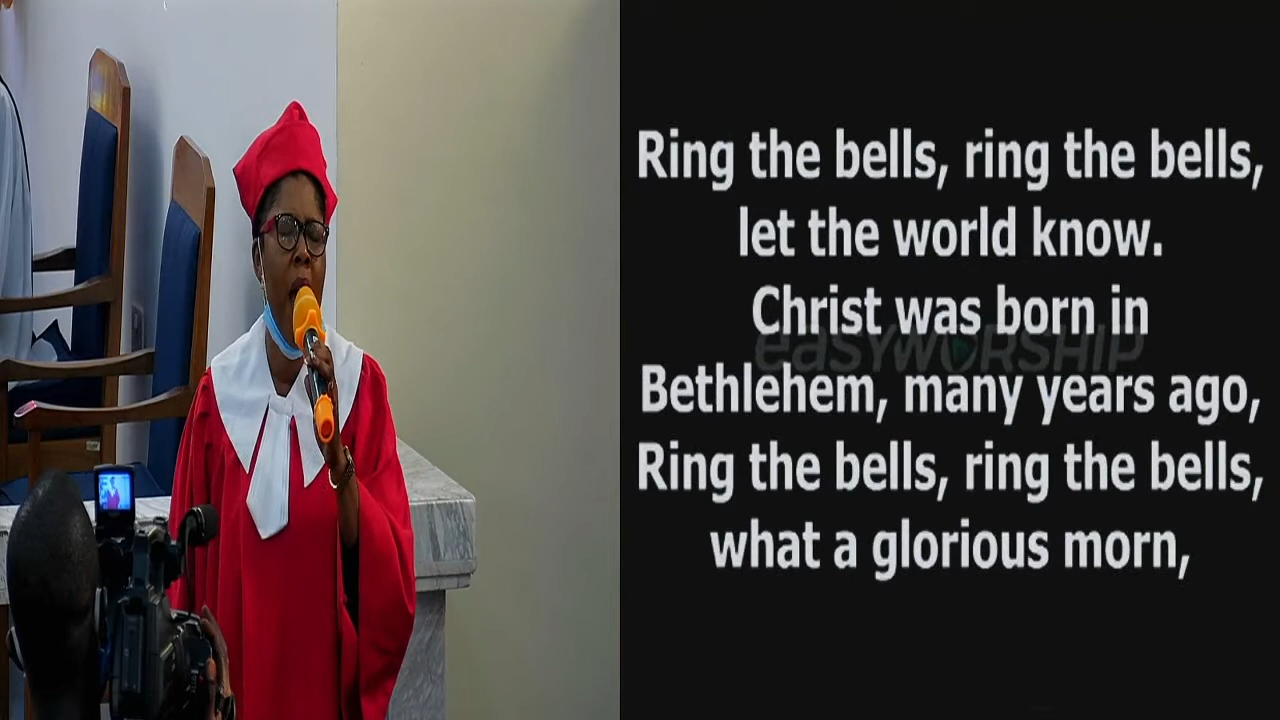 Ring the bells, ring the bells,
let the world know.
Christ was born in
easyWORSHIP
Bethlehem, many years ago,
Ring the bells, ring the bells,
what a glorious morn,